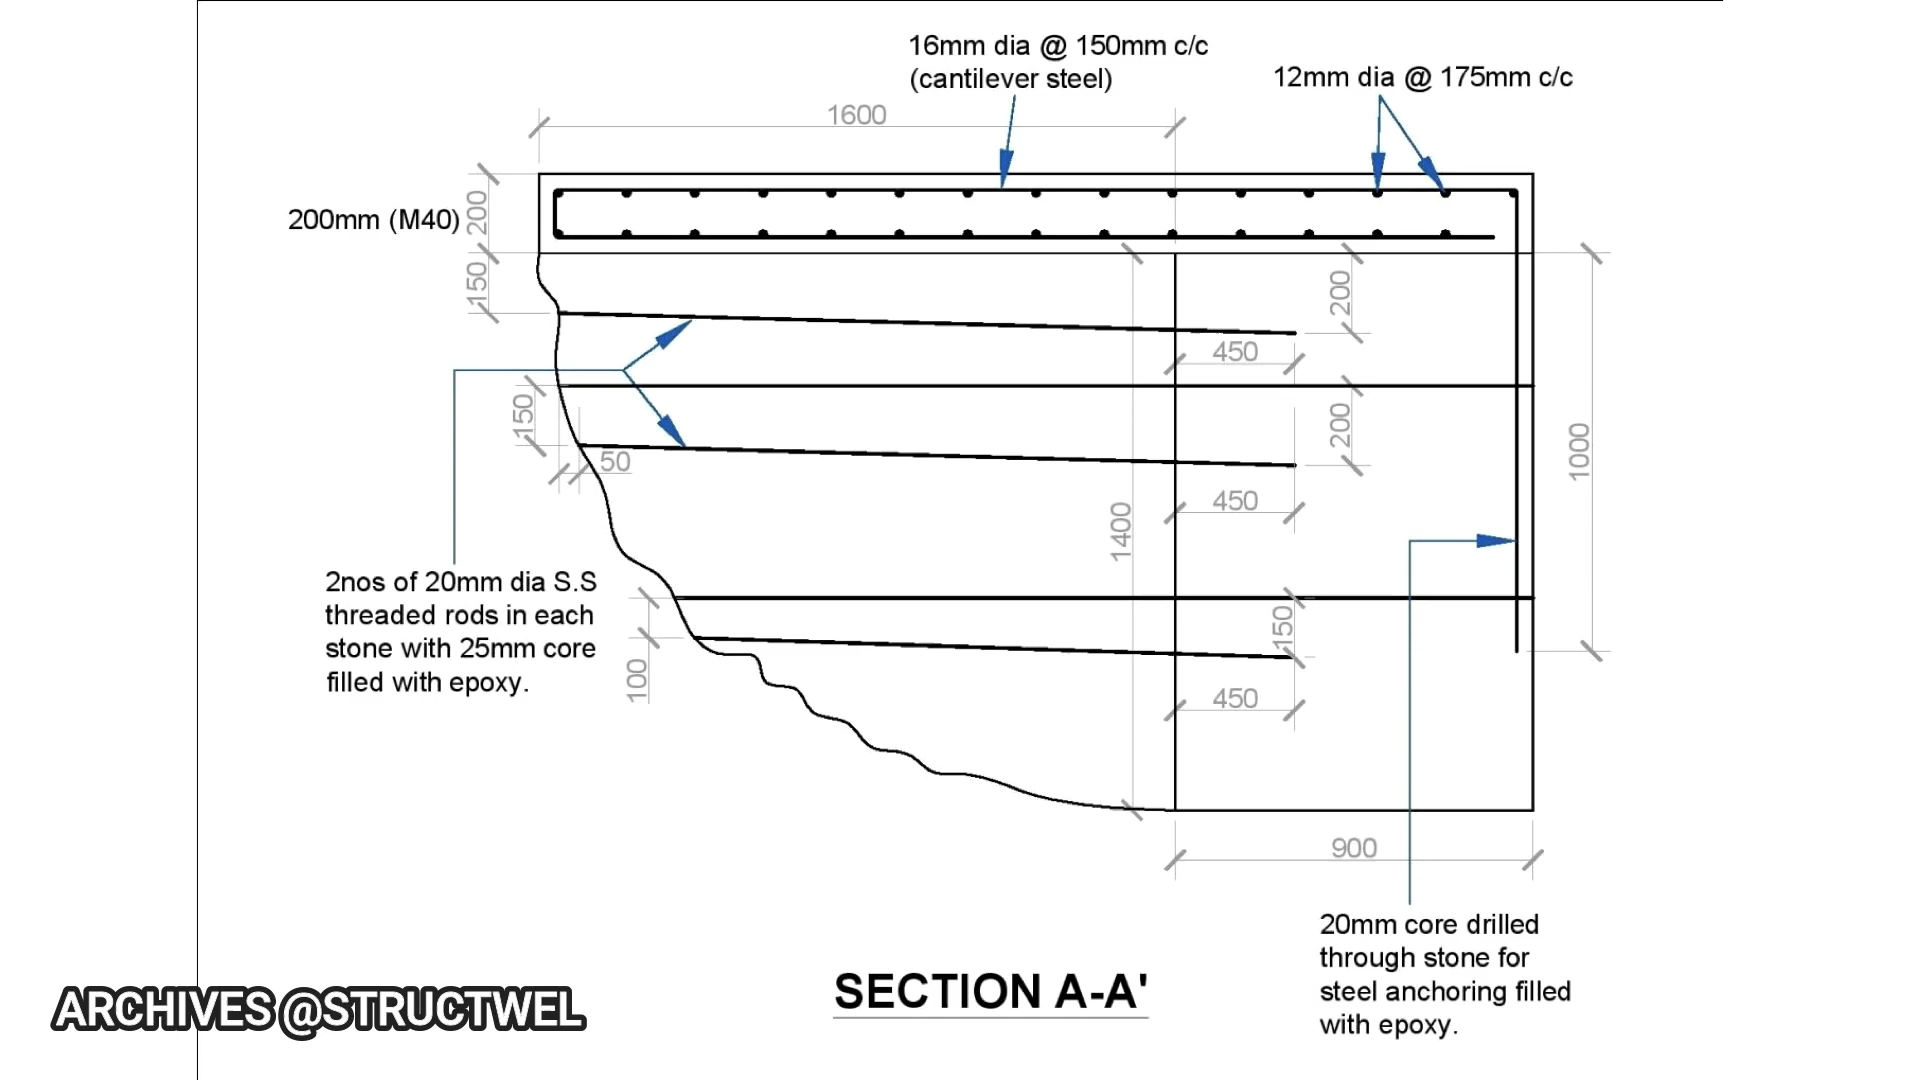 16mm dia @ 150mm c/c
(cantilever steel)
12mm dia @ 175mm c/c
1600
200mm (M40)
200
150
200
450
150
200
1000
50
450
1400
2nos of 20mm dia S.S
threaded rods in each
stone with 25mm core
filled with epoxy.
150
100
450
900
20mm core drilled
through stone for
steel anchoring filled
with epoxy.
SECTION A-A'
ARCHIVES @STRUCTWEL